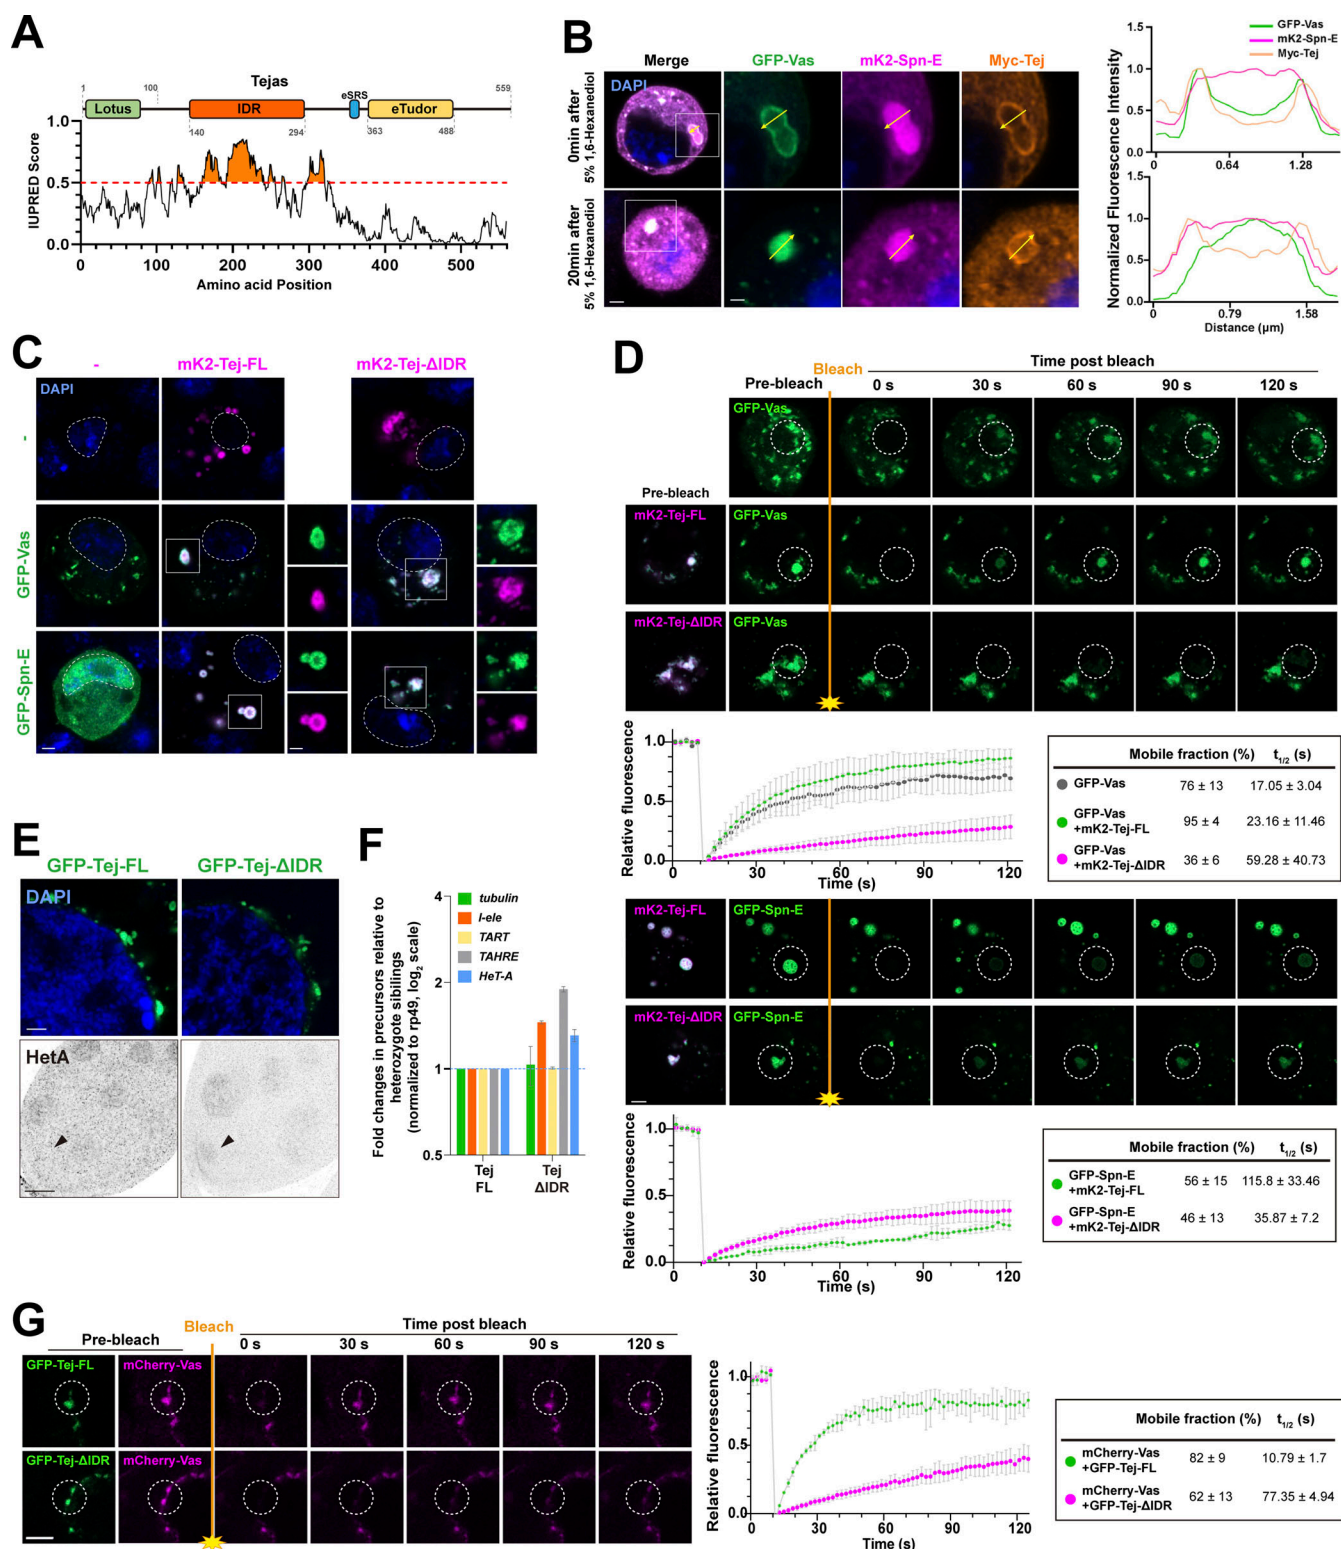 A
Tejas
1
100
559
Lotus
IDR
eSRS
eTudor
140
294
363
488
IUPRED Score
1.0
0.5
0.0
0
100
200
300
400
500
Amino acid Position
B
Merge
GFP-Vas
mK2-Spn-E
Myc-Tej
DAPI
0min after
5% 1,6-Hexanediol
20min after
5% 1,6-Hexanediol
GFP-Vas
mK2-Spn-E
Myc-Tej
Normalized Fluorescence Intensity
1.5
1.0
0.5
0.0
0
0.64
1.28
1.5
1.0
0.5
0.0
0
0.79
1.58
Distance (µm)
C
-
mK2-Tej-FL
mK2-Tej-ΔIDR
DAPI
-
GFP-Vas
GFP-Spn-E
D
Bleach
Time post bleach
Pre-bleach
0 s
30 s
60 s
90 s
120 s
GFP-Vas
Pre-bleach
mK2-Tej-FL
GFP-Vas
mK2-Tej-ΔIDR
GFP-Vas
Relative fluorescence
1.0
0.5
0.0
0
30
60
90
120
Time (s)
Mobile fraction (%) t1/2 (s)
GFP-Vas 76 ± 13 17.05 ± 3.04
GFP-Vas
+mK2-Tej-FL 95 ± 4 23.16 ± 11.46
GFP-Vas
+mK2-Tej-ΔIDR 36 ± 6 59.28 ± 40.73
mK2-Tej-FL
GFP-Spn-E
mK2-Tej-ΔIDR
GFP-Spn-E
Relative fluorescence
1.0
0.5
0.0
0
30
60
90
120
Time (s)
Mobile fraction (%) t1/2 (s)
GFP-Spn-E
+mK2-Tej-FL 56 ± 15 115.8 ± 33.46
GFP-Spn-E
+mK2-Tej-ΔIDR 46 ± 13 35.87 ± 7.2
E
GFP-Tej-FL
GFP-Tej-ΔIDR
DAPI
HetA
F
Fold changes in precursors relative to
heterozygote siblings
(normalized to rp49, log2 scale)
4
2
1
0.5
tubulin
I-ele
TART
TAHRE
HeT-A
Tej
FL
Tej
ΔIDR
G
Bleach
Time post bleach
Pre-bleach
0 s
30 s
60 s
90 s
120 s
GFP-Tej-FL
mCherry-Vas
GFP-Tej-ΔIDR
mCherry-Vas
Relative fluorescence
1.0
0.5
0.0
0
30
60
90
120
Time (s)
Mobile fraction (%) t1/2 (s)
mCherry-Vas
+GFP-Tej-FL 82 ± 9 10.79 ± 1.7
mCherry-Vas
+GFP-Tej-ΔIDR 62 ± 13 77.35 ± 4.94